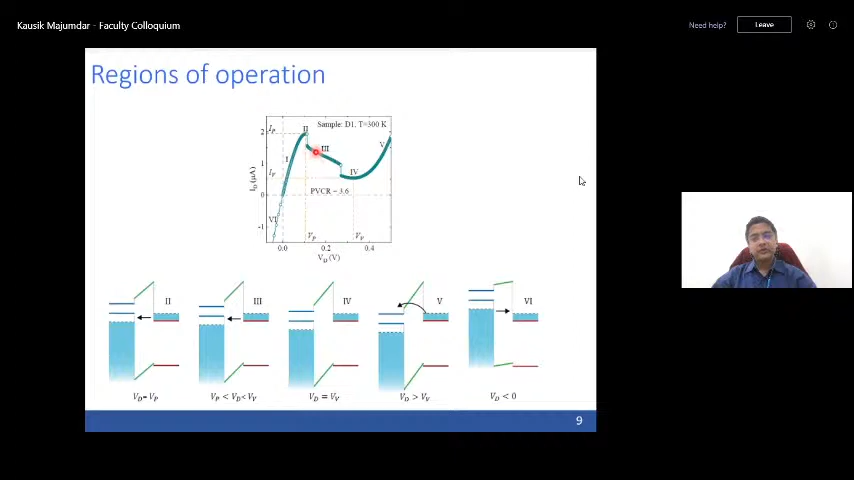 Kausik Majumdar - Faculty Colloquium
Need help?
Leave
Regions of operation
Sample: D1, T=300 K
I_P
II
2
III
V
I
1
I_D (μA)
IV
PVCR = 3.6
0
VI
-1
V_P
V_V
0.0 0.2 0.4
V_D (V)
II III IV V VI
V_D= V_P V_P < V_D< V_V V_D = V_V V_D > V_V V_D < 0
9